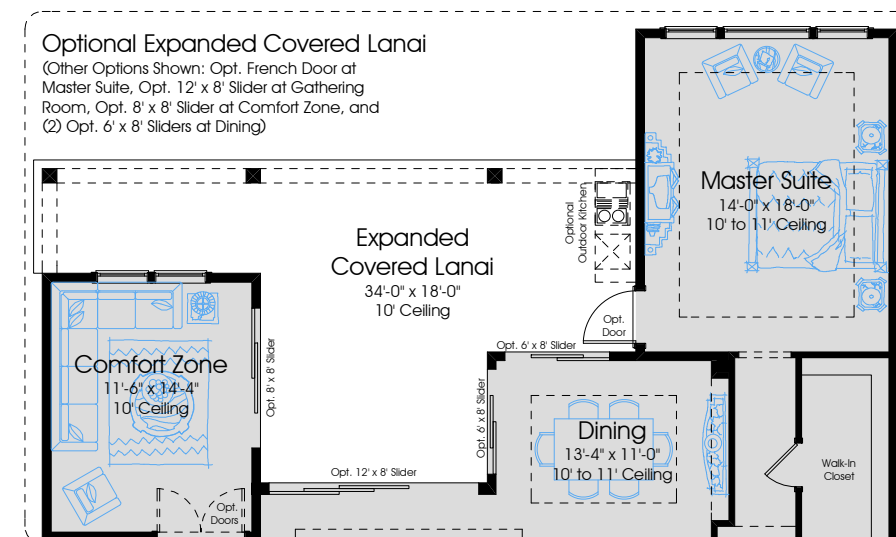 Optional Expanded Covered Lanai
(Other Options Shown: Opt. French Door at
Master Suite, Opt. 12' x 8' Slider at Gathering
Room, Opt. 8' x 8' Slider at Comfort Zone, and
(2) Opt. 6' x 8' Sliders at Dining)
Master Suite
14'-0" x 18'-0"
10' to 11' Ceiling
Optional
Outdoor Kitchen
Expanded
Covered Lanai
34'-0" x 18'-0"
10' Ceiling
Opt.
Door
Opt. 6' x 8' Slider
Comfort Zone
11'-6" x 14'-4"
10' Ceiling
Opt. 8' x 8' Slider
Opt. 6' x 8' Slider
Dining
13'-4" x 11'-0"
10' to 11' Ceiling
Opt. 12' x 8' Slider
Walk-In
Closet
Opt.
Doors